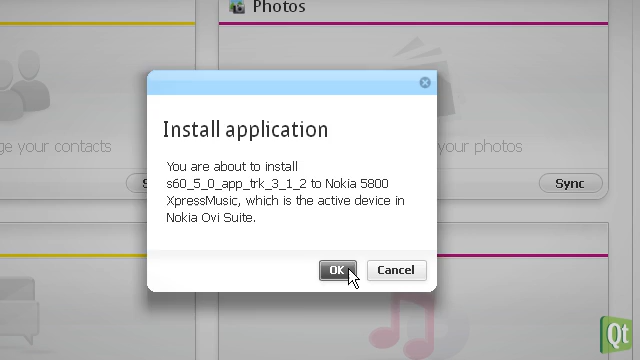 Photos
ge your contacts
your photos
S
Sync
Install application
You are about to install
s60_5_0_app_trk_3_1_2 to Nokia 5800
XpressMusic, which is the active device in
Nokia Ovi Suite.
OK
Cancel
Qt